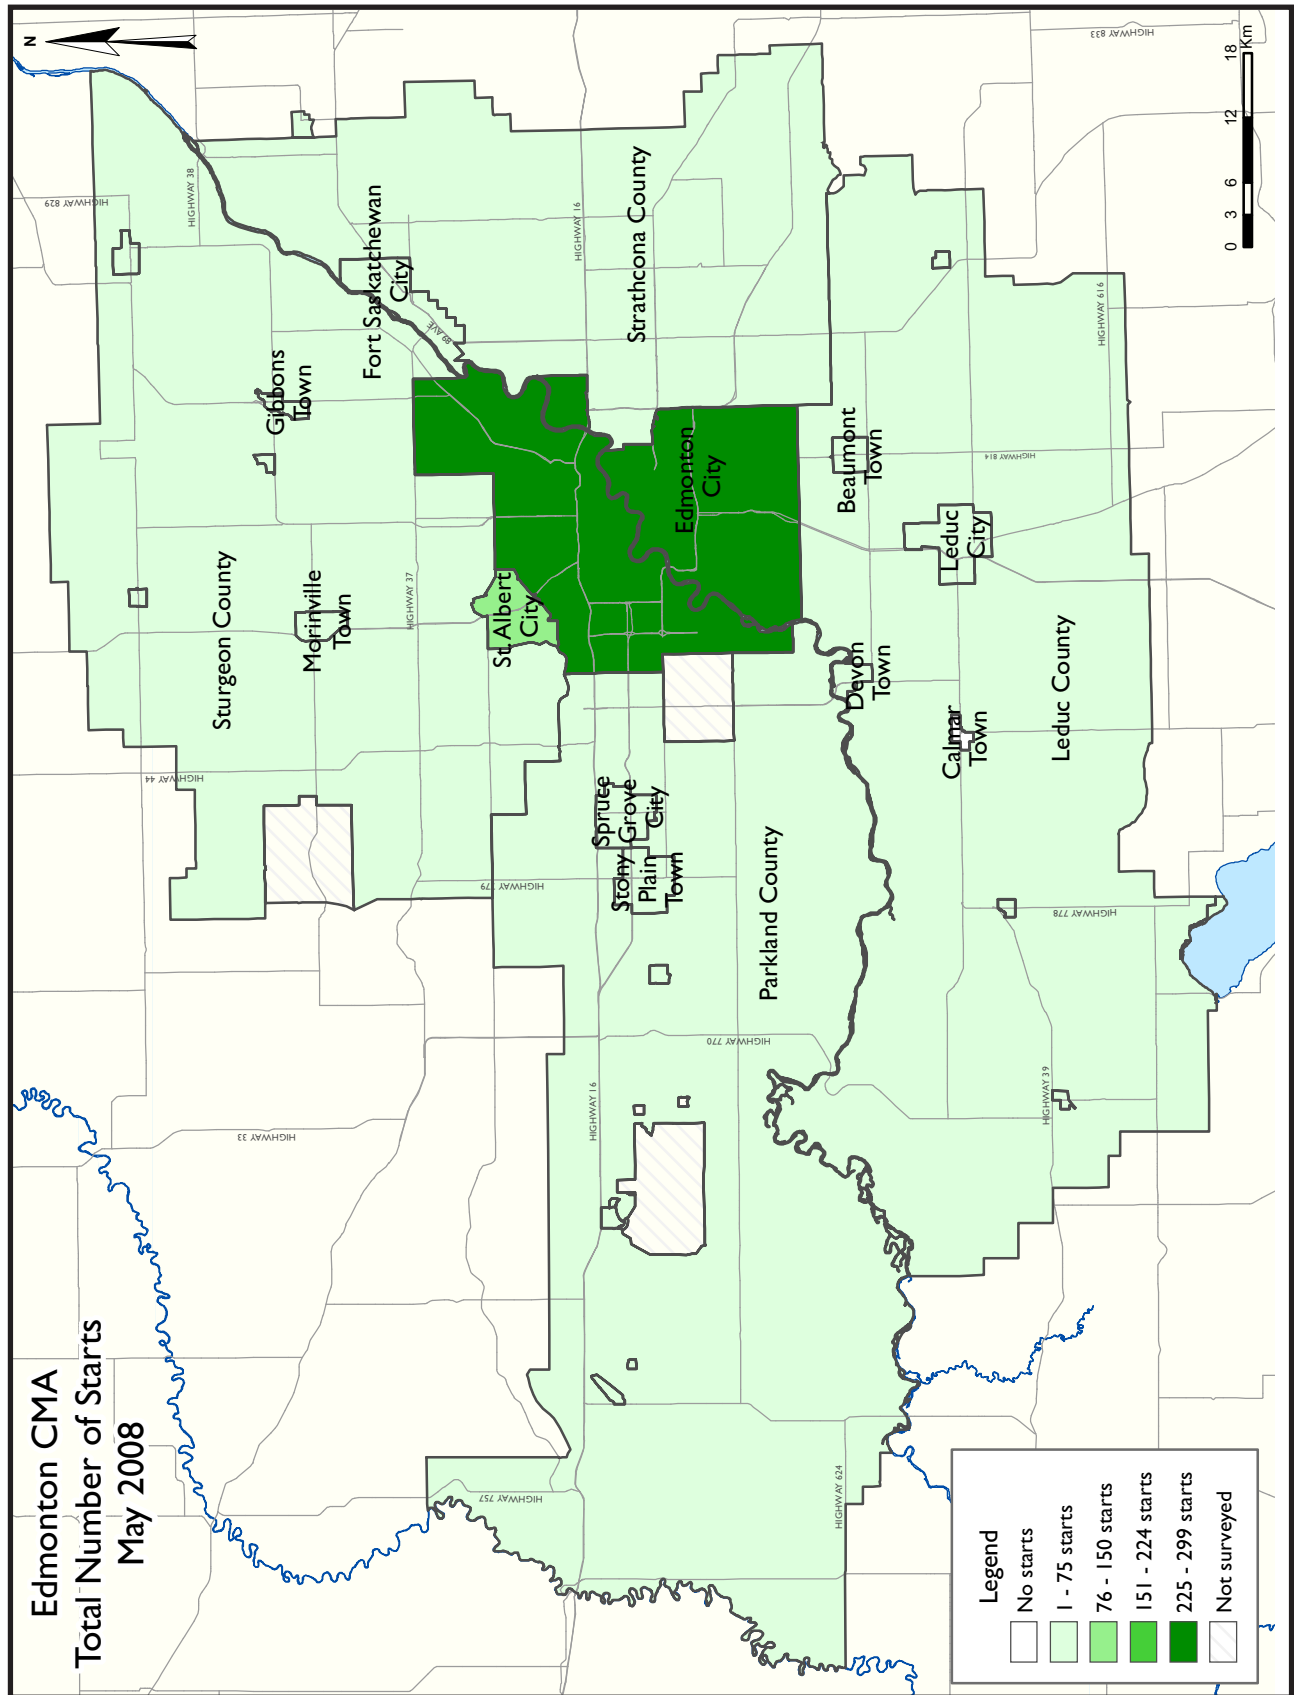 Edmonton CMA
Total Number of Starts
May 2008
N
HIGHWAY 829
HIGHWAY 38
HIGHWAY 833
Fort Saskatchewan
City
99 AVE
Gibbons
Town
Sturgeon County
Morinville
Town
HIGHWAY 37
HIGHWAY 44
HIGHWAY 779
HIGHWAY 33
HIGHWAY 757
St. Albert
City
Edmonton
City
HIGHWAY 16
Strathcona County
Spruce
Grove
City
Stony
Plain
Town
Parkland County
HIGHWAY 770
HIGHWAY 16
HIGHWAY 624
Beaumont
Town
HIGHWAY 814
HIGHWAY 616
Leduc
City
Devon
Town
Calmar
Town
Leduc County
HIGHWAY 778
HIGHWAY 39
0 3 6 12 18
Km
Legend
No starts
1 - 75 starts
76 - 150 starts
151 - 224 starts
225 - 299 starts
Not surveyed